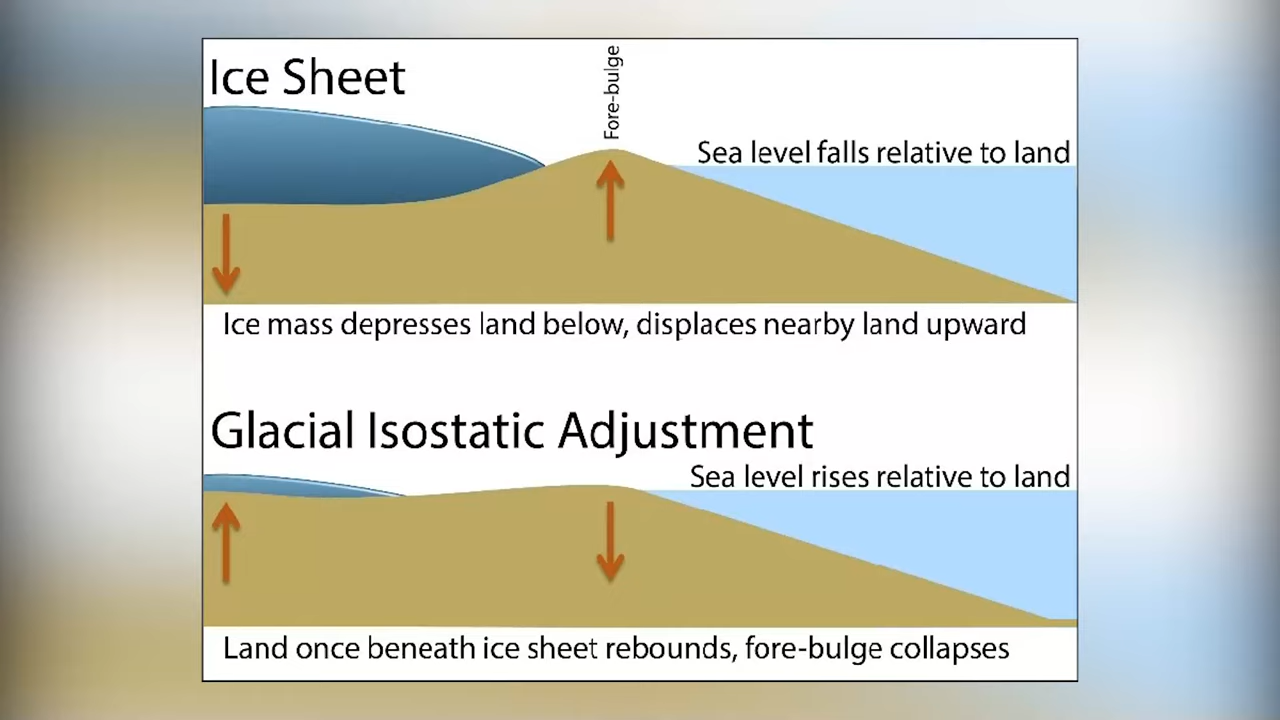 Ice Sheet
Fore-bulge
Sea level falls relative to land
Ice mass depresses land below, displaces nearby land upward
Glacial Isostatic Adjustment
Sea level rises relative to land
Land once beneath ice sheet rebounds, fore-bulge collapses